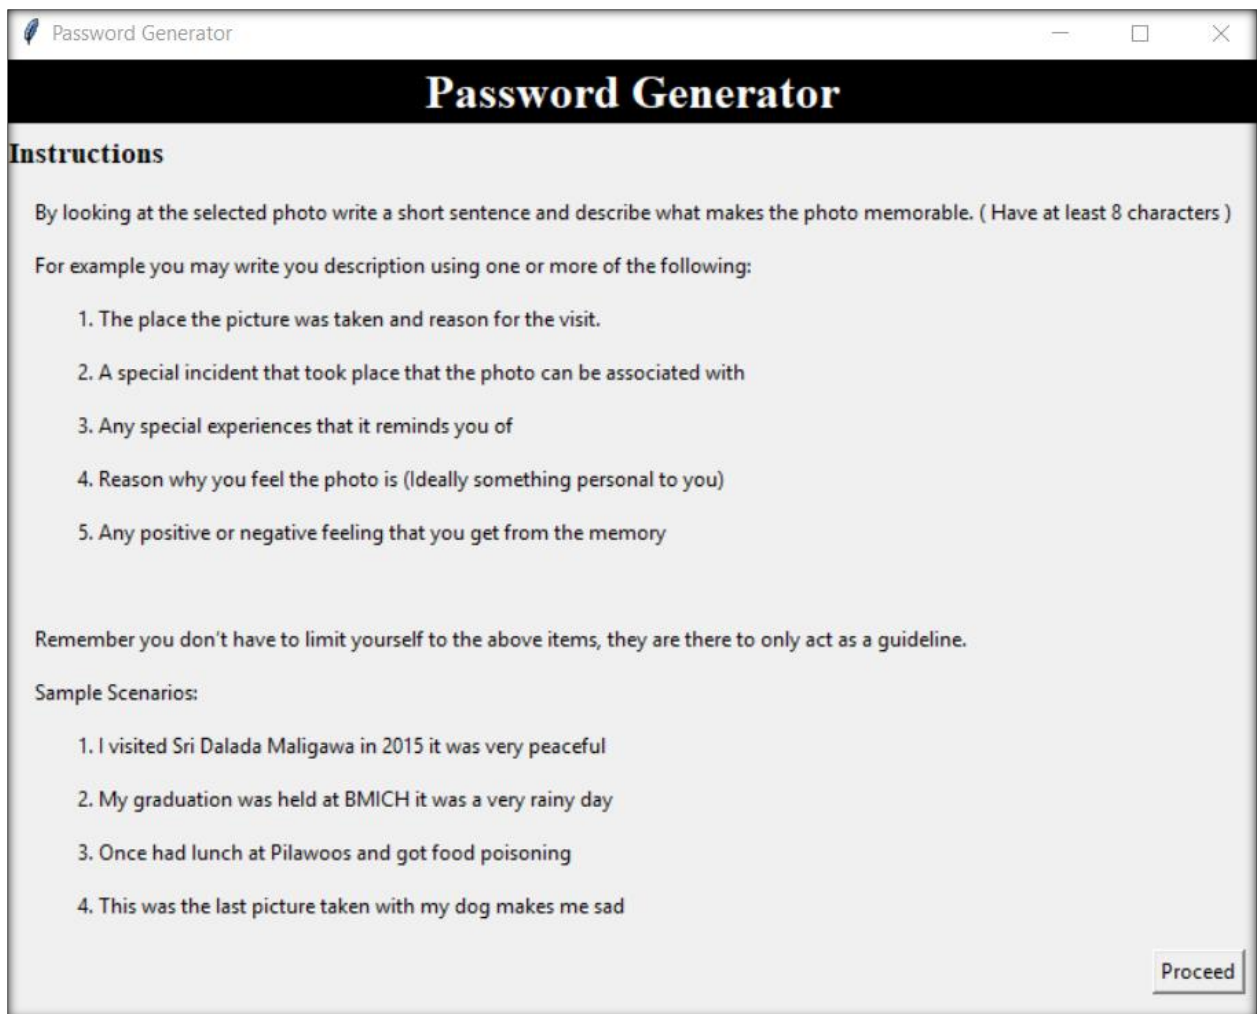 Password Generator
Password Generator
Instructions
By looking at the selected photo write a short sentence and describe what makes the photo memorable. ( Have at least 8 characters )
For example you may write you description using one or more of the following:
1. The place the picture was taken and reason for the visit.
2. A special incident that took place that the photo can be associated with
3. Any special experiences that it reminds you of
4. Reason why you feel the photo is (Ideally something personal to you)
5. Any positive or negative feeling that you get from the memory
Remember you don't have to limit yourself to the above items, they are there to only act as a guideline.
Sample Scenarios:
1. I visited Sri Dalada Maligawa in 2015 it was very peaceful
2. My graduation was held at BMICH it was a very rainy day
3. Once had lunch at Pilawoos and got food poisoning
4. This was the last picture taken with my dog makes me sad
Proceed